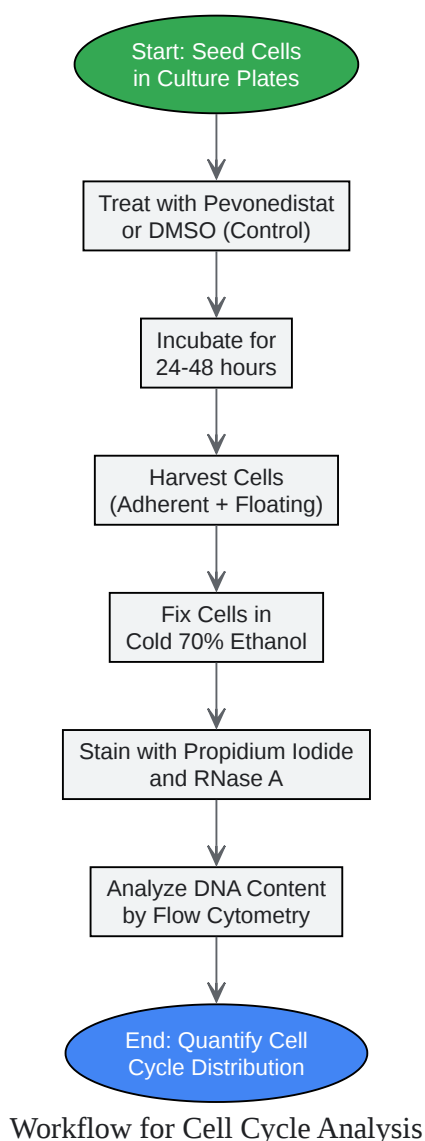 Start: Seed Cells
in Culture Plates
Treat with Pevonedistat
or DMSO (Control)
Incubate for
24-48 hours
Harvest Cells
(Adherent + Floating)
Fix Cells in
Cold 70% Ethanol
Stain with Propidium Iodide
and RNase A
Analyze DNA Content
by Flow Cytometry
End: Quantify Cell
Cycle Distribution
Workflow for Cell Cycle Analysis